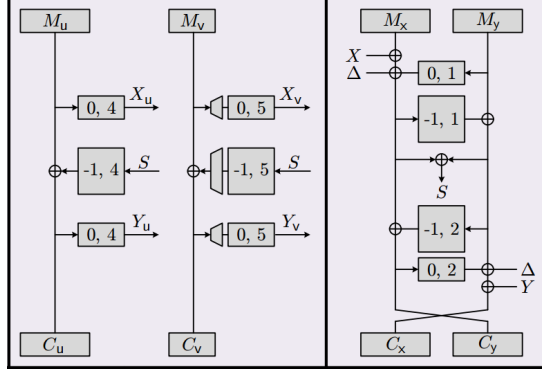 M_u M_v M_x M_y
X
Δ 0, 1
X_u X_v
0, 4 0, 5 -1, 1
S S
-1, 4 -1, 5
S
Y_u Y_v -1, 2
0, 4 0, 5
0, 2 Δ
Y
C_u C_v C_x C_y